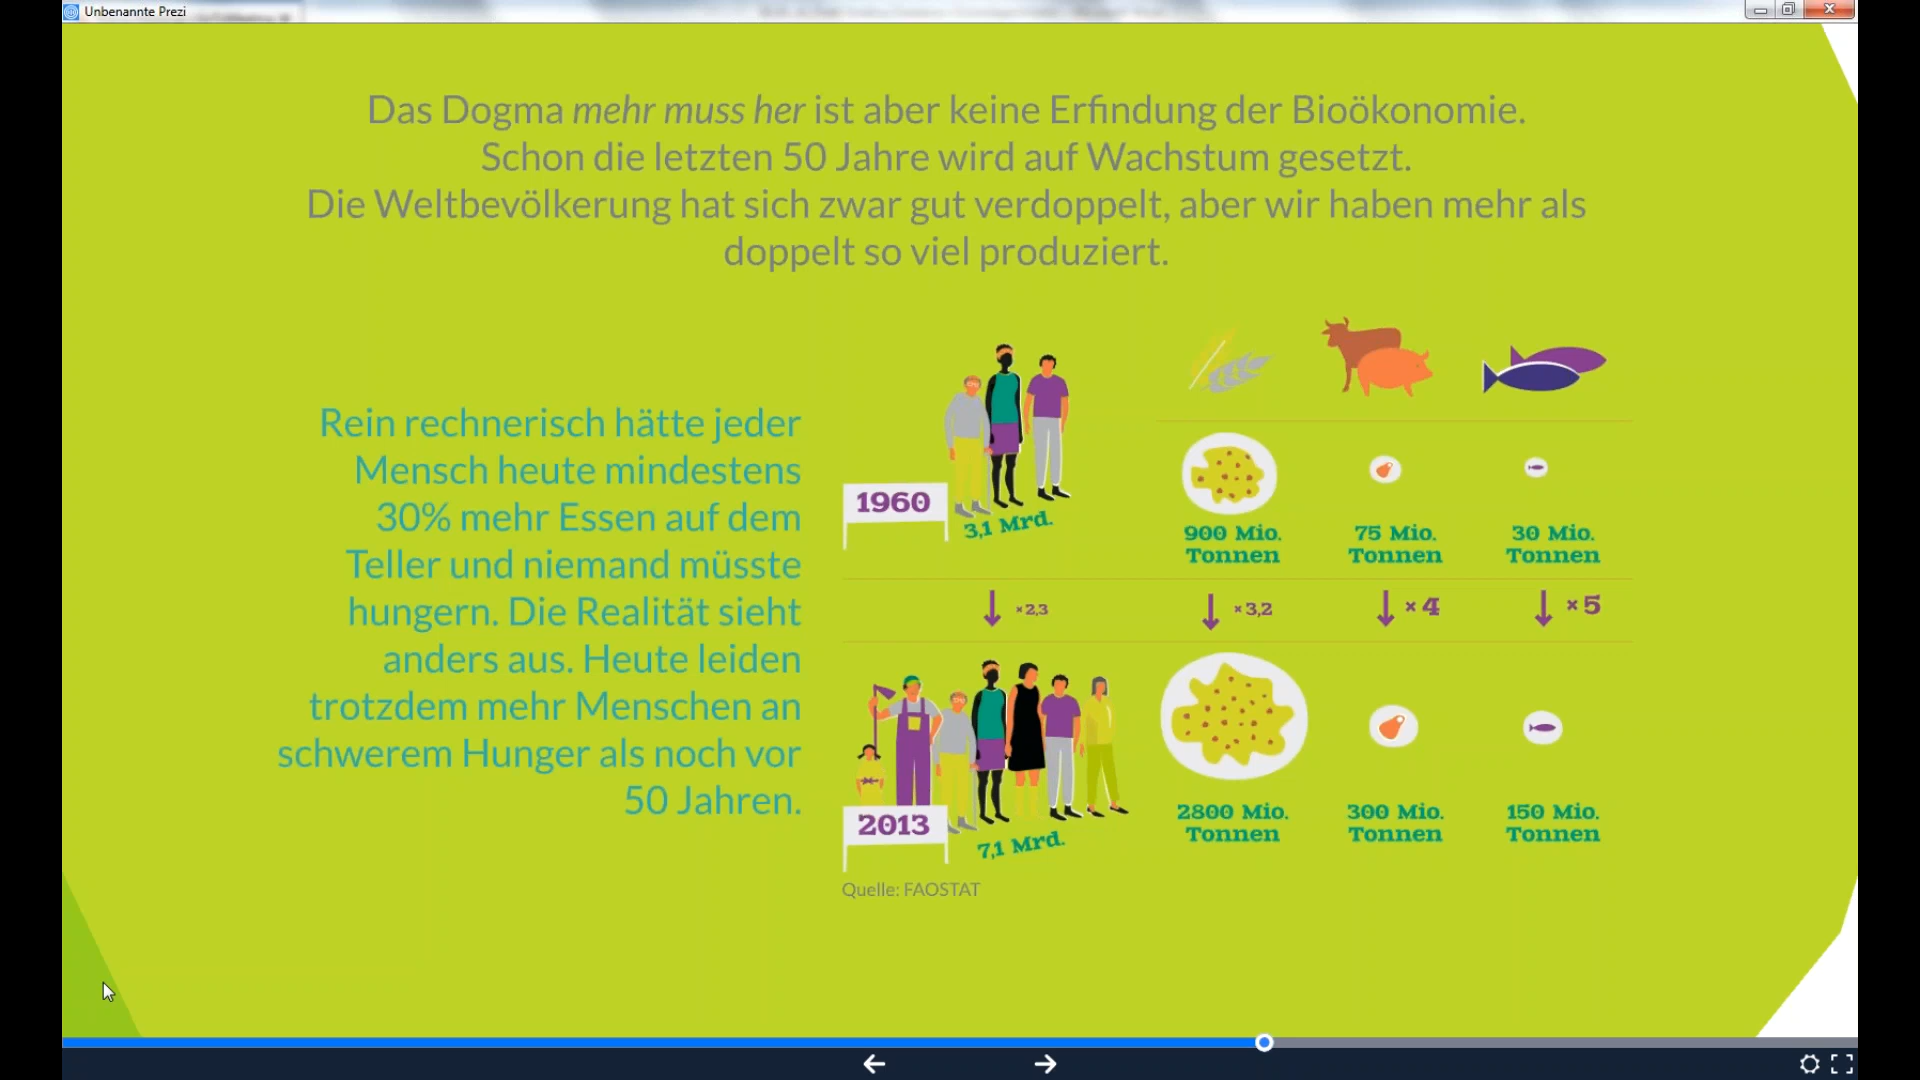 Unbenannte Prezi
Das Dogma mehr muss her ist aber keine Erfindung der Bioökonomie.
Schon die letzten 50 Jahre wird auf Wachstum gesetzt.
Die Weltbevölkerung hat sich zwar gut verdoppelt, aber wir haben mehr als
doppelt so viel produziert.
Rein rechnerisch hätte jeder
Mensch heute mindestens
30% mehr Essen auf dem
Teller und niemand müsste
hungern. Die Realität sieht
anders aus. Heute leiden
trotzdem mehr Menschen an
schwerem Hunger als noch vor
50 Jahren.
1960
3,1 Mrd.
900 Mio.
Tonnen
75 Mio.
Tonnen
30 Mio.
Tonnen
× 2,3
× 3,2
× 4
× 5
2013
7,1 Mrd.
2800 Mio.
Tonnen
300 Mio.
Tonnen
150 Mio.
Tonnen
Quelle: FAOSTAT